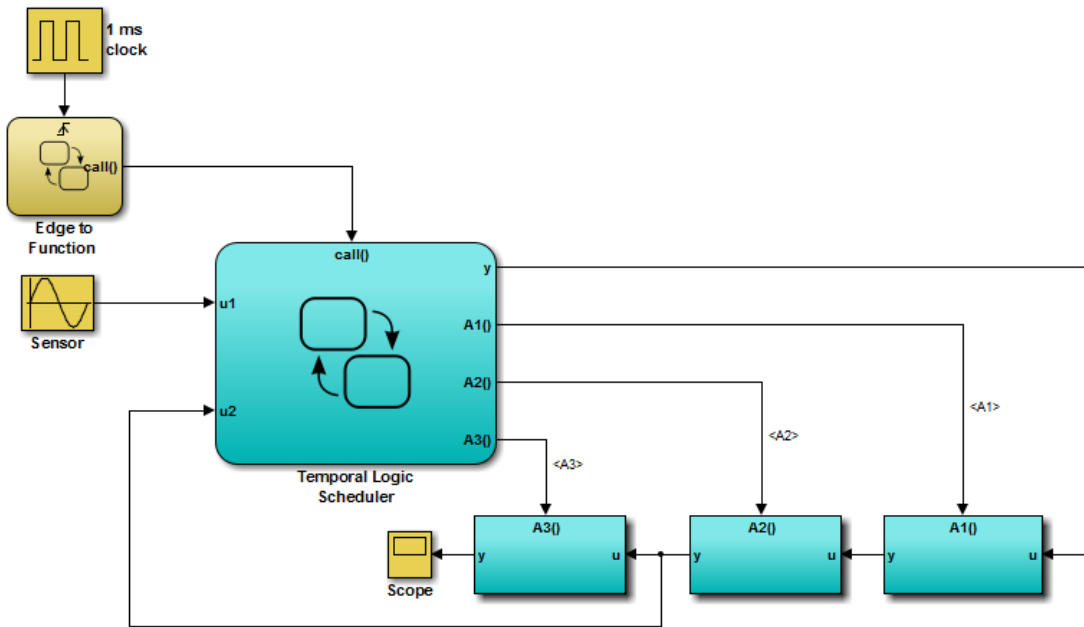 1 ms
clock
call()
Edge to
Function
call()
y
u1
Sensor
A1()
A2()
u2
<A1>
<A2>
A3()
<A3>
Temporal Logic
Scheduler
A3()
A2()
A1()
y
u
y
u
y
u
Scope